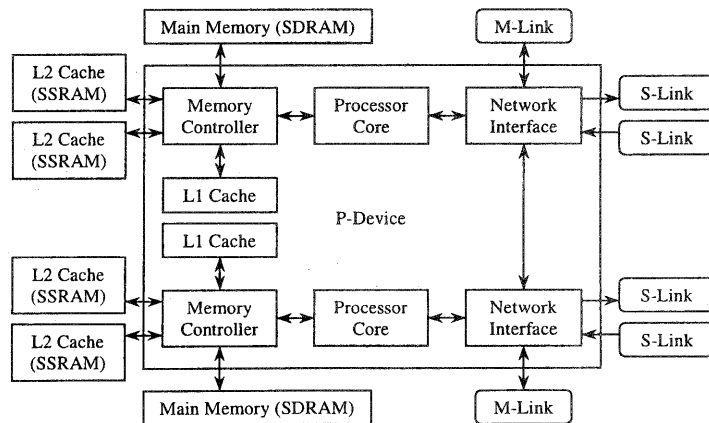 Main Memory (SDRAM)
M-Link
L2 Cache
(SSRAM)
Memory
Controller
Processor
Core
Network
Interface
S-Link
L2 Cache
(SSRAM)
S-Link
L1 Cache
P-Device
L1 Cache
L2 Cache
(SSRAM)
Memory
Controller
Processor
Core
Network
Interface
S-Link
L2 Cache
(SSRAM)
S-Link
Main Memory (SDRAM)
M-Link